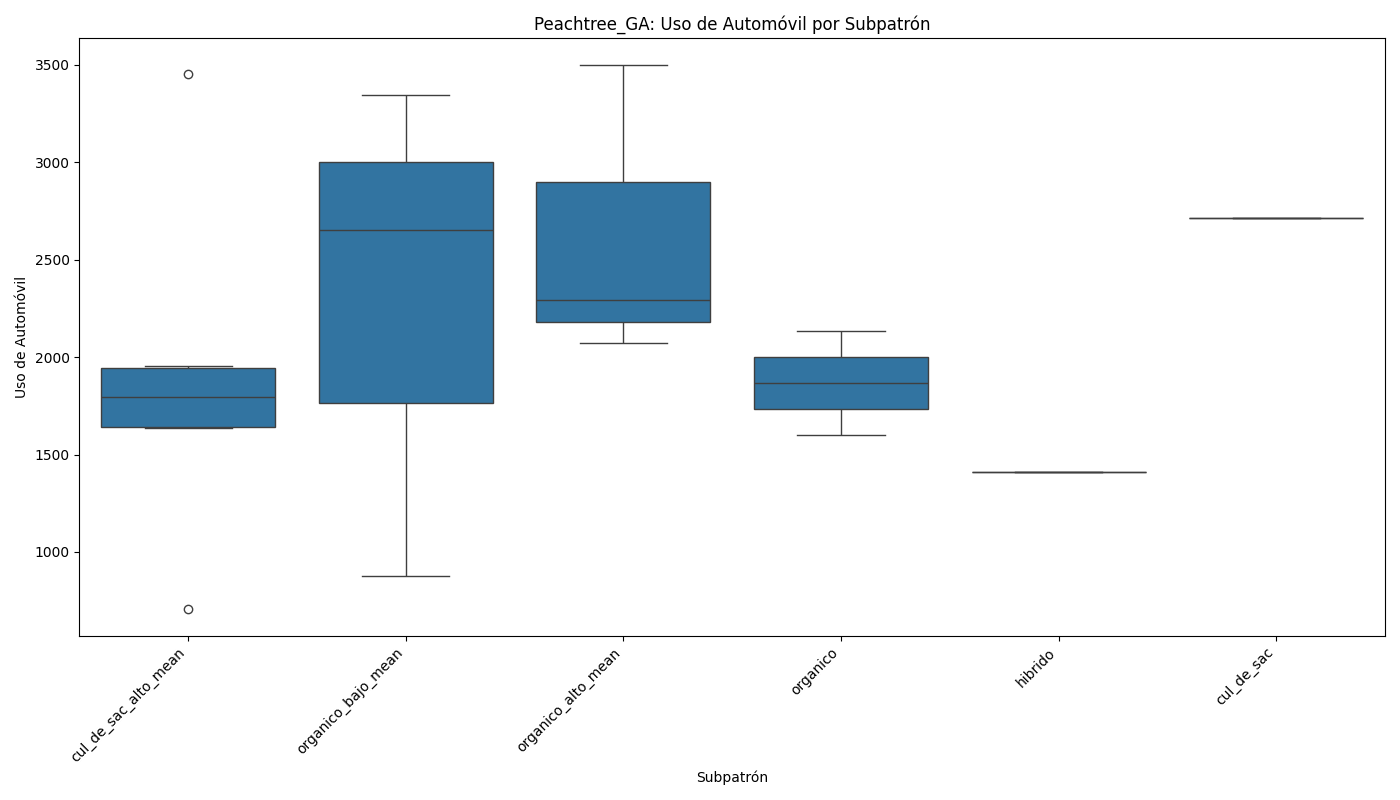 Peachtree_GA: Uso de Automóvil por Subpatrón
3500
3000
2500
2000
1500
1000
Uso de Automóvil
cul_de_sac_alto_mean
organico_bajo_mean
organico_alto_mean
organico
hibrido
cul_de_sac
Subpatrón